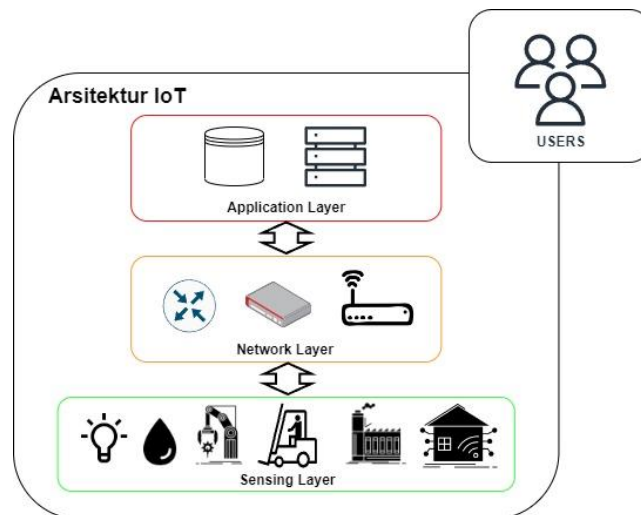 Arsitektur IoT
USERS
Application Layer
Network Layer
Sensing Layer